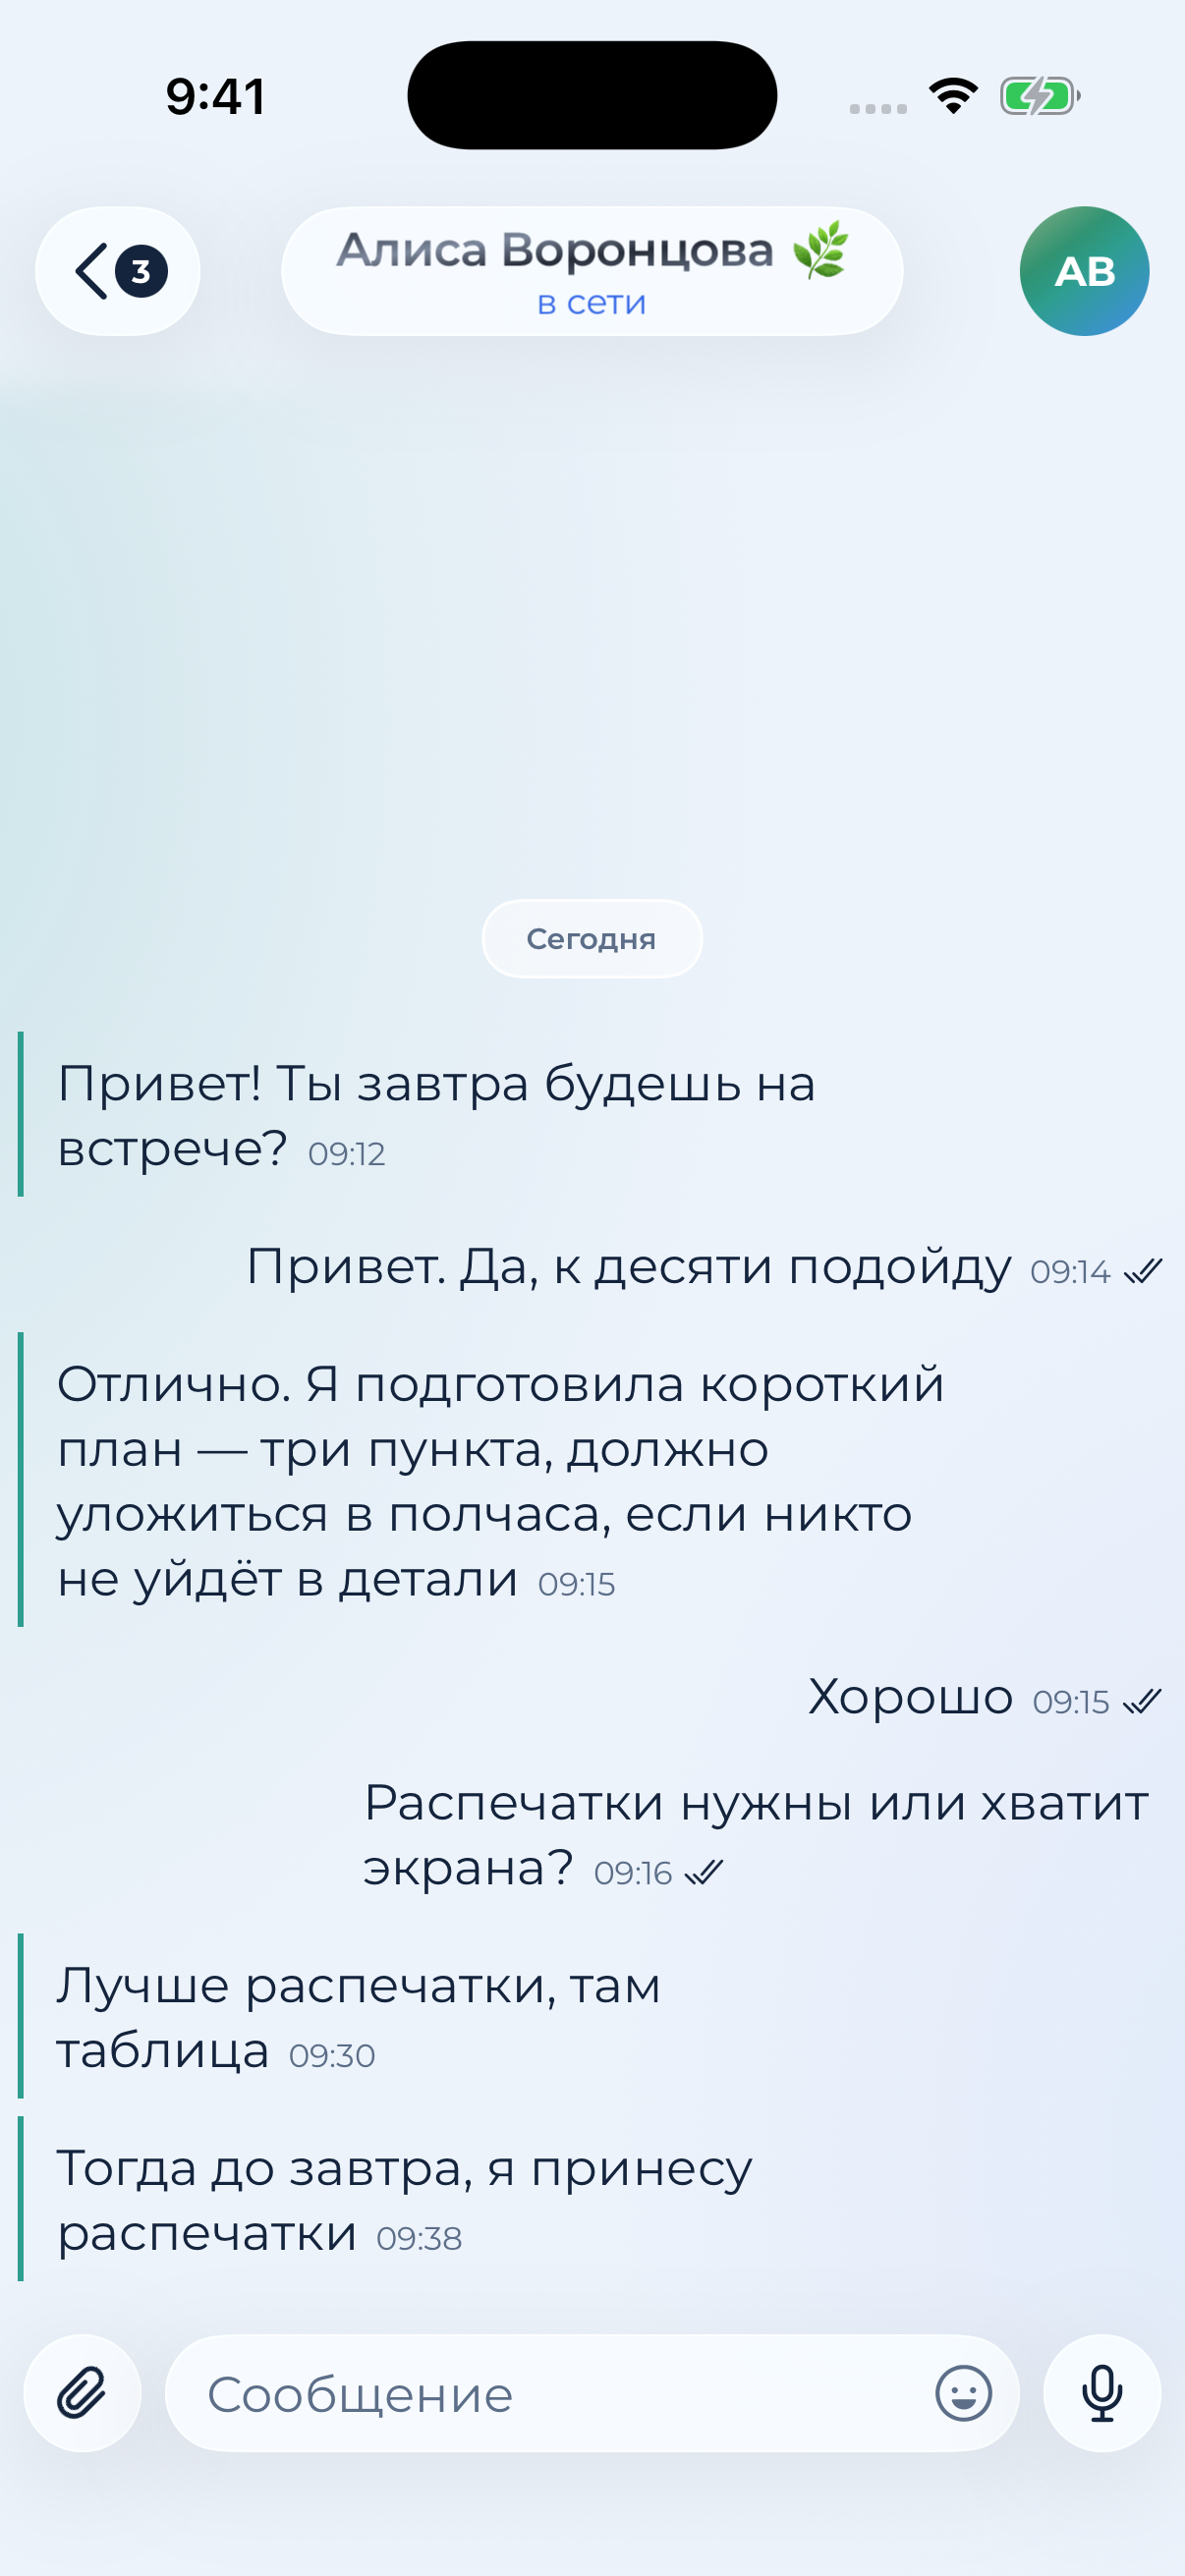 9:41
3
Алиса Воронцова 🌿
в сети
АВ
Сегодня
Привет! Ты завтра будешь на
встрече? 09:12
Привет. Да, к десяти подойду 09:14
Отлично. Я подготовила короткий
план — три пункта, должно
уложиться в полчаса, если никто
не уйдёт в детали 09:15
Хорошо 09:15
Распечатки нужны или хватит
экрана? 09:16
Лучше распечатки, там
таблица 09:30
Тогда до завтра, я принесу
распечатки 09:38
Сообщение